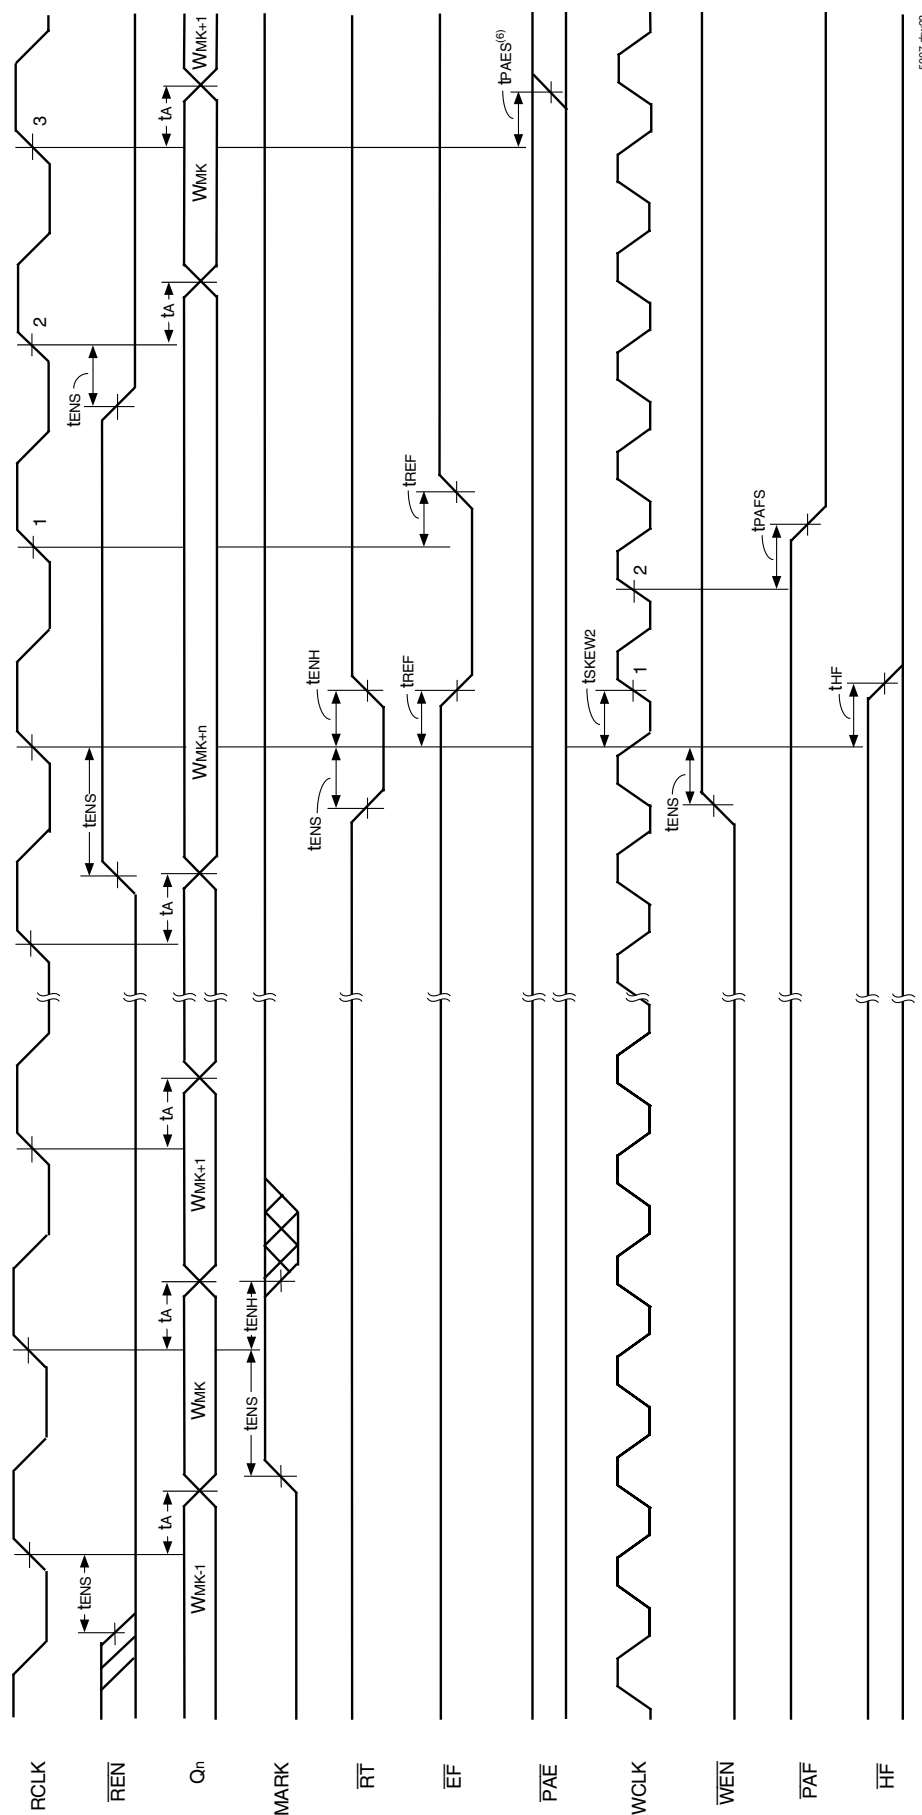 RCLK 1 2 3
REN tENS tENS tENS
tA tA tA tA tA tA
Qn WMK-1 WMK WMK+1 WMK+n WMK WMK+1
MARK tENS tENH
RT tENS tENH
EF tREF tREF
PAE tPAES(6)
tSKEW2
WCLK 1 2
WEN tENS
PAF tPAFS
HF tHF